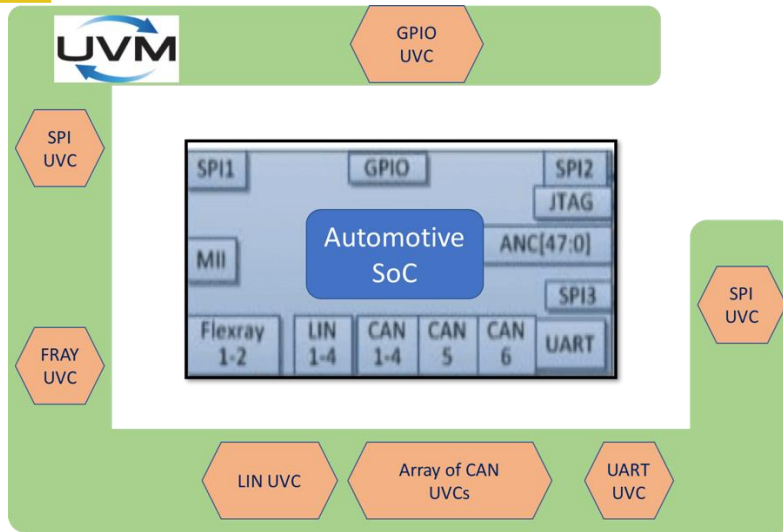 UVM
GPIO
UVC
SPI
UVC
SPI1
GPIO
SPI2
JTAG
Automotive
SoC
ANC[47:0]
MII
SPI3
Flexray
1-2
LIN
1-4
CAN
1-4
CAN
5
CAN
6
UART
SPI
UVC
FRAY
UVC
LIN UVC
Array of CAN
UVCs
UART
UVC